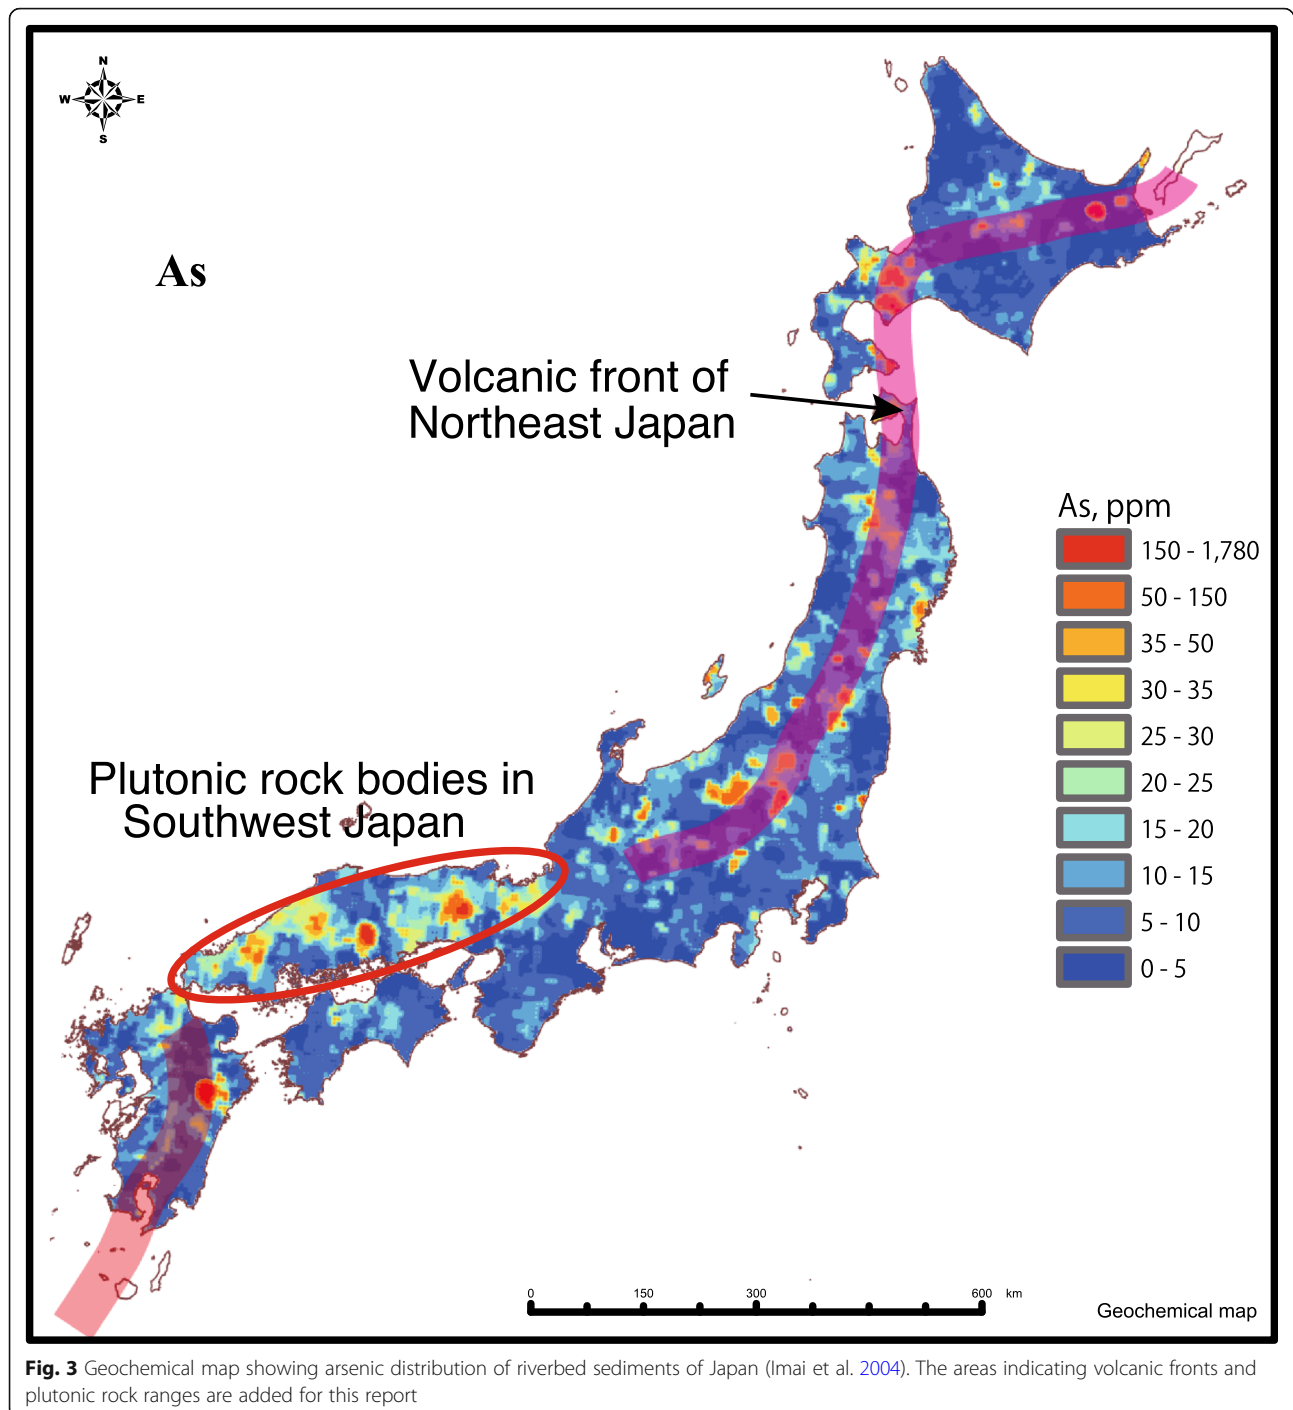 N
W E
S
As
Volcanic front of
Northeast Japan
As, ppm
150 - 1,780
50 - 150
35 - 50
30 - 35
25 - 30
20 - 25
15 - 20
10 - 15
5 - 10
0 - 5
Plutonic rock bodies in
Southwest Japan
0 150 300 600 km
Geochemical map
Fig. 3 Geochemical map showing arsenic distribution of riverbed sediments of Japan (Imai et al. 2004). The areas indicating volcanic fronts and
plutonic rock ranges are added for this report